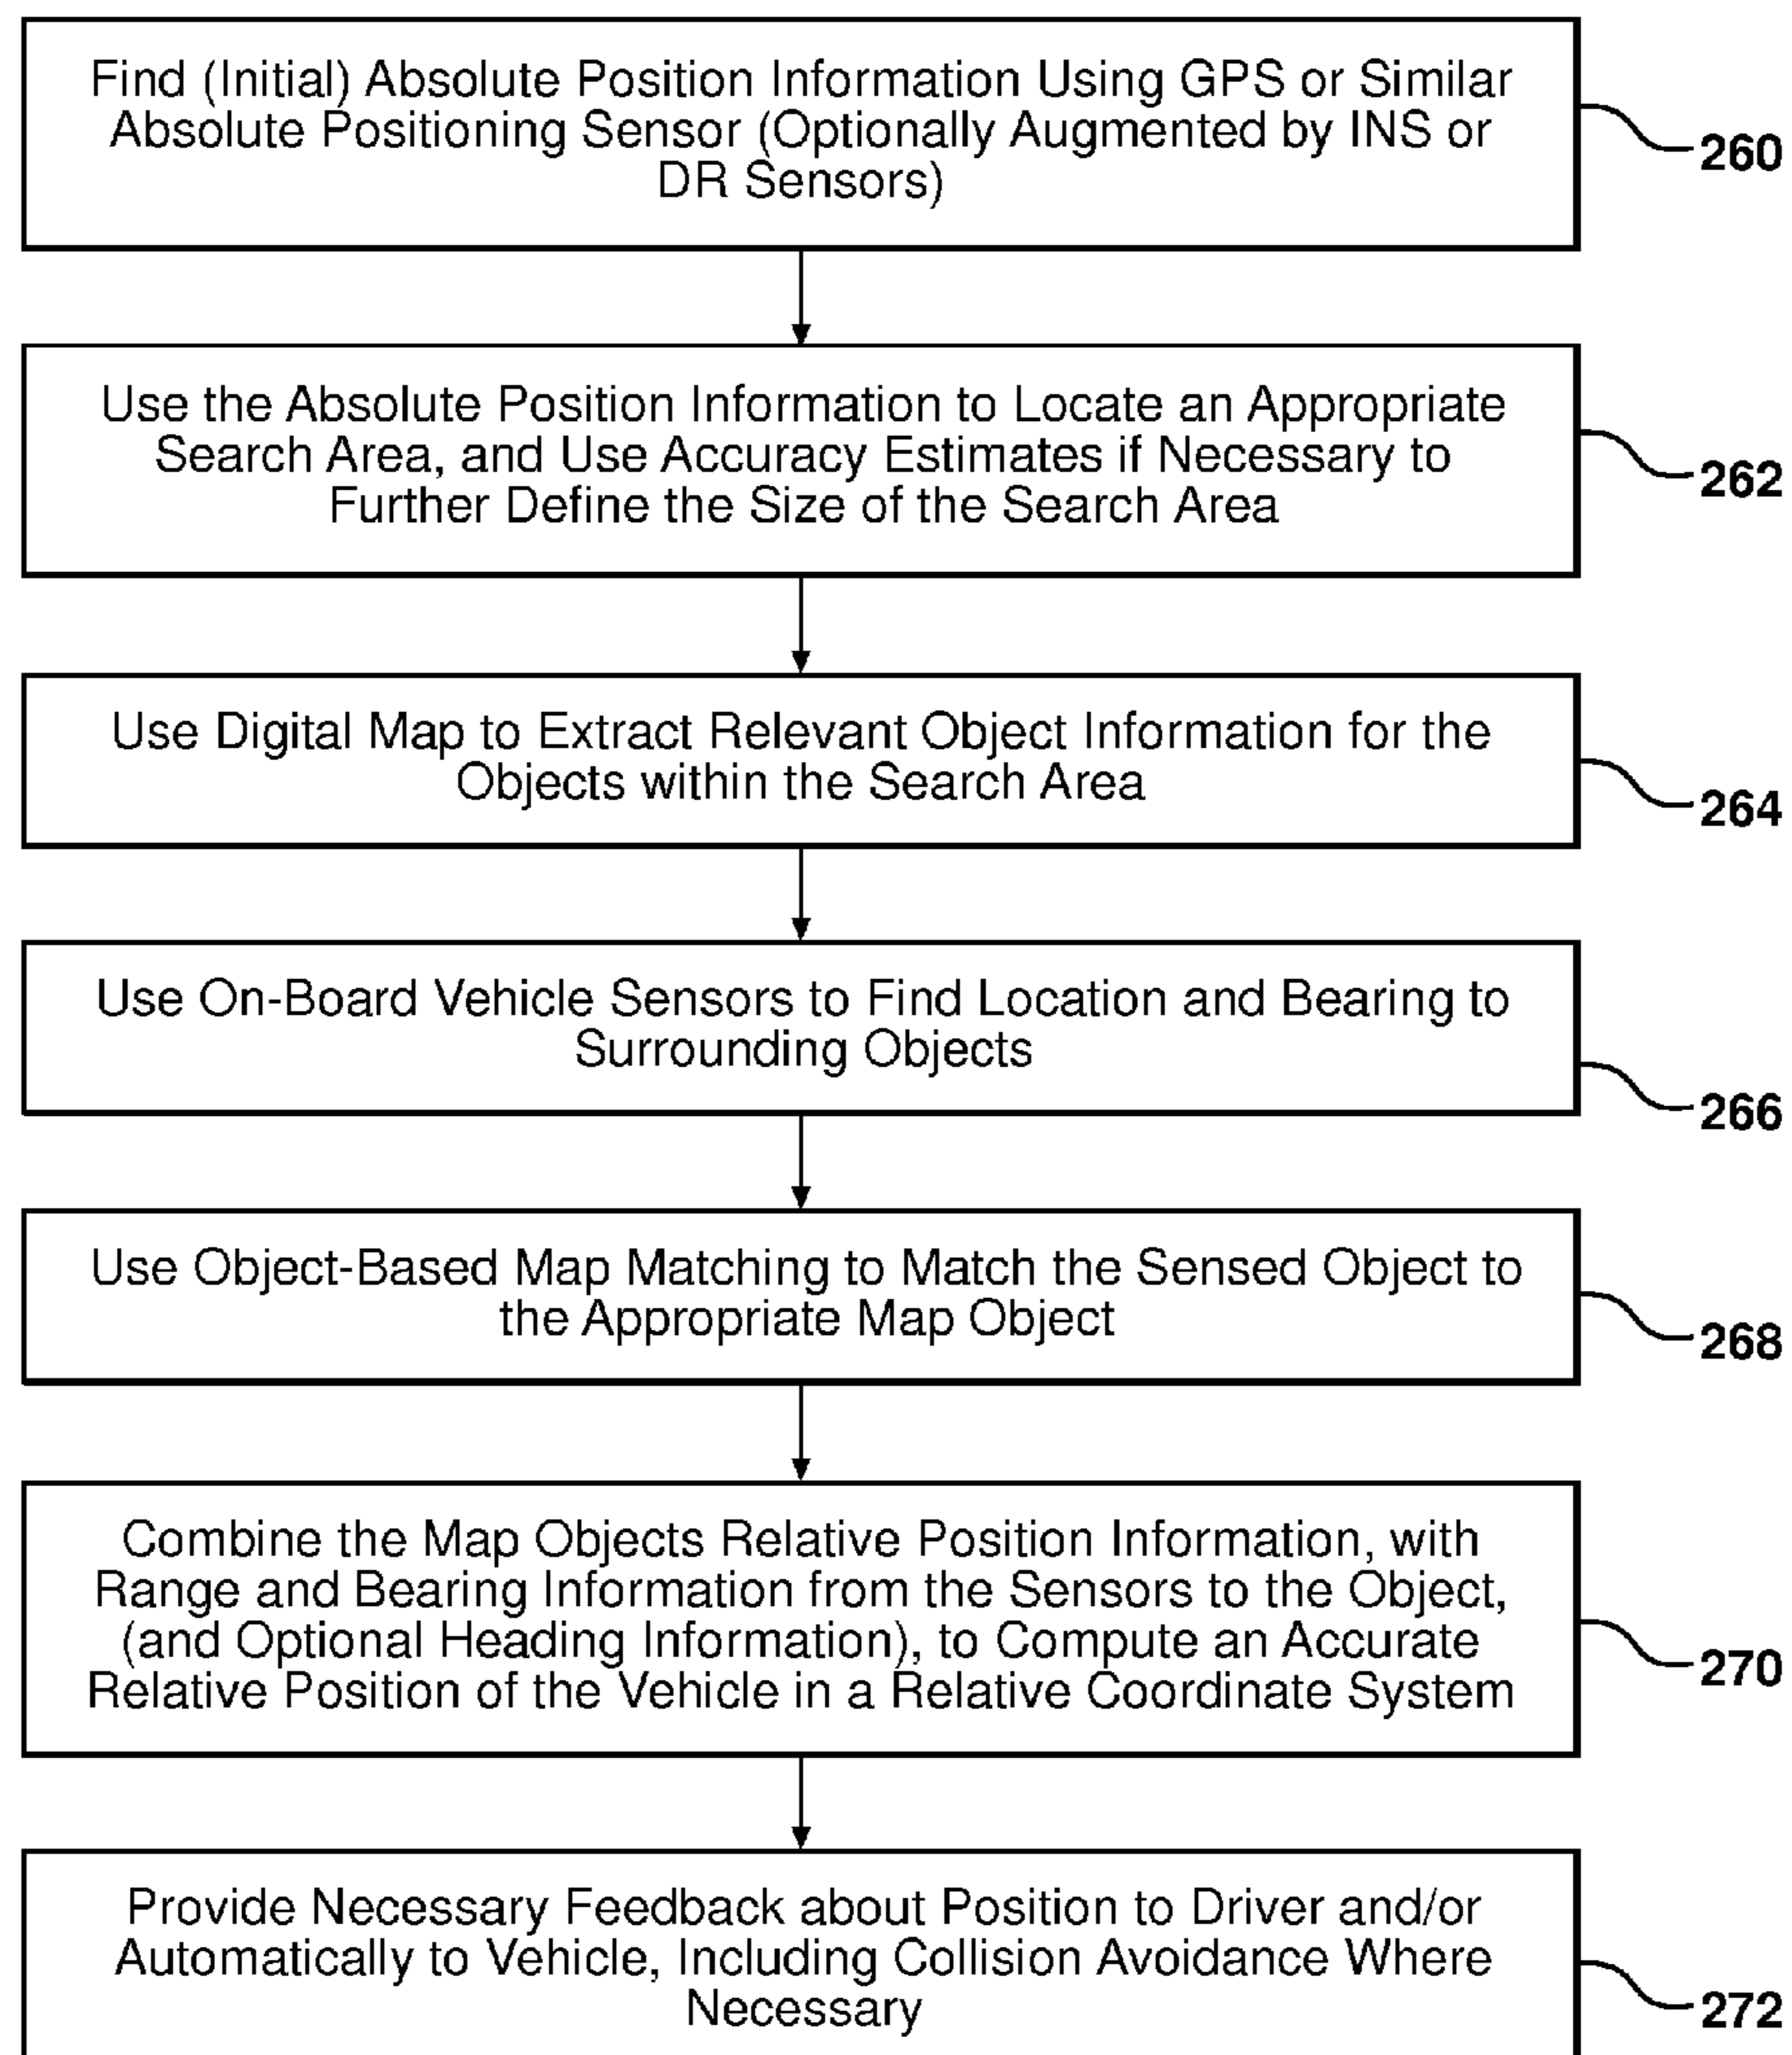 Find (Initial) Absolute Position Information Using GPS or Similar
Absolute Positioning Sensor (Optionally Augmented by INS or
DR Sensors)
260
Use the Absolute Position Information to Locate an Appropriate
Search Area, and Use Accuracy Estimates if Necessary to
Further Define the Size of the Search Area
262
Use Digital Map to Extract Relevant Object Information for the
Objects within the Search Area
264
Use On-Board Vehicle Sensors to Find Location and Bearing to
Surrounding Objects
266
Use Object-Based Map Matching to Match the Sensed Object to
the Appropriate Map Object
268
Combine the Map Objects Relative Position Information, with
Range and Bearing Information from the Sensors to the Object,
(and Optional Heading Information), to Compute an Accurate
Relative Position of the Vehicle in a Relative Coordinate System
270
Provide Necessary Feedback about Position to Driver and/or
Automatically to Vehicle, Including Collision Avoidance Where
Necessary
272